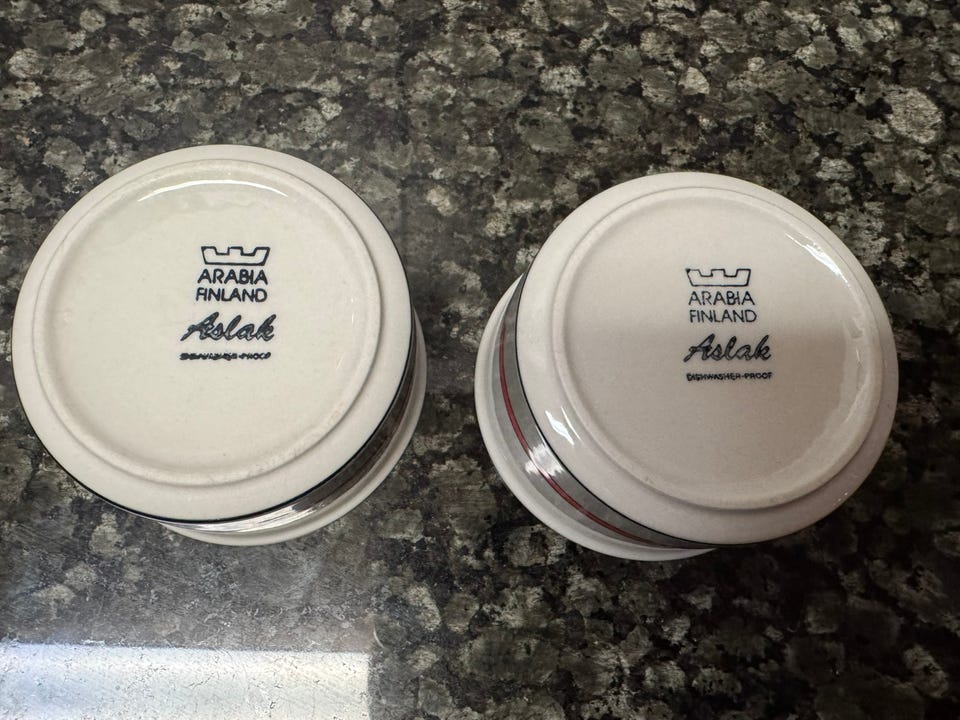 ARABIA
FINLAND
Aslak
DISHWASHER-PROOF
ARABIA
FINLAND
Aslak
DISHWASHER-PROOF